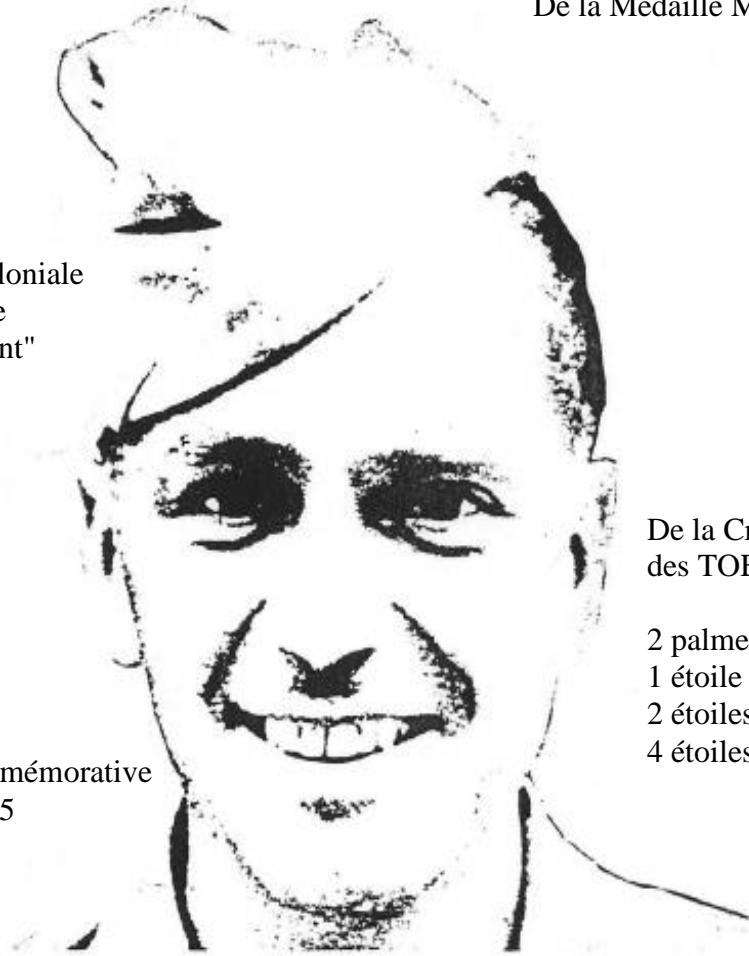 De la Médaille M
loniale
e
nt"
De la Cr
des TOE
2 palme
1 étoile
2 étoiles
4 étoiles
mémorative
5